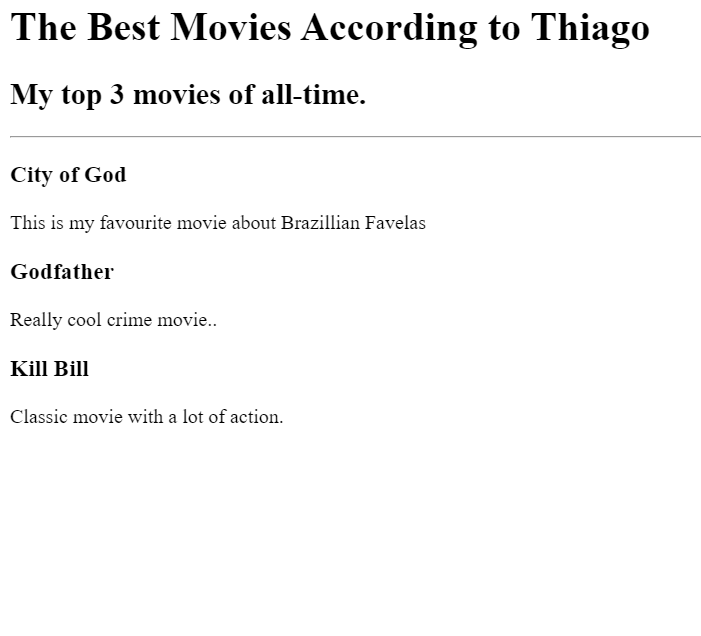 The Best Movies According to Thiago
My top 3 movies of all-time.
City of God
This is my favourite movie about Brazillian Favelas
Godfather
Really cool crime movie..
Kill Bill
Classic movie with a lot of action.